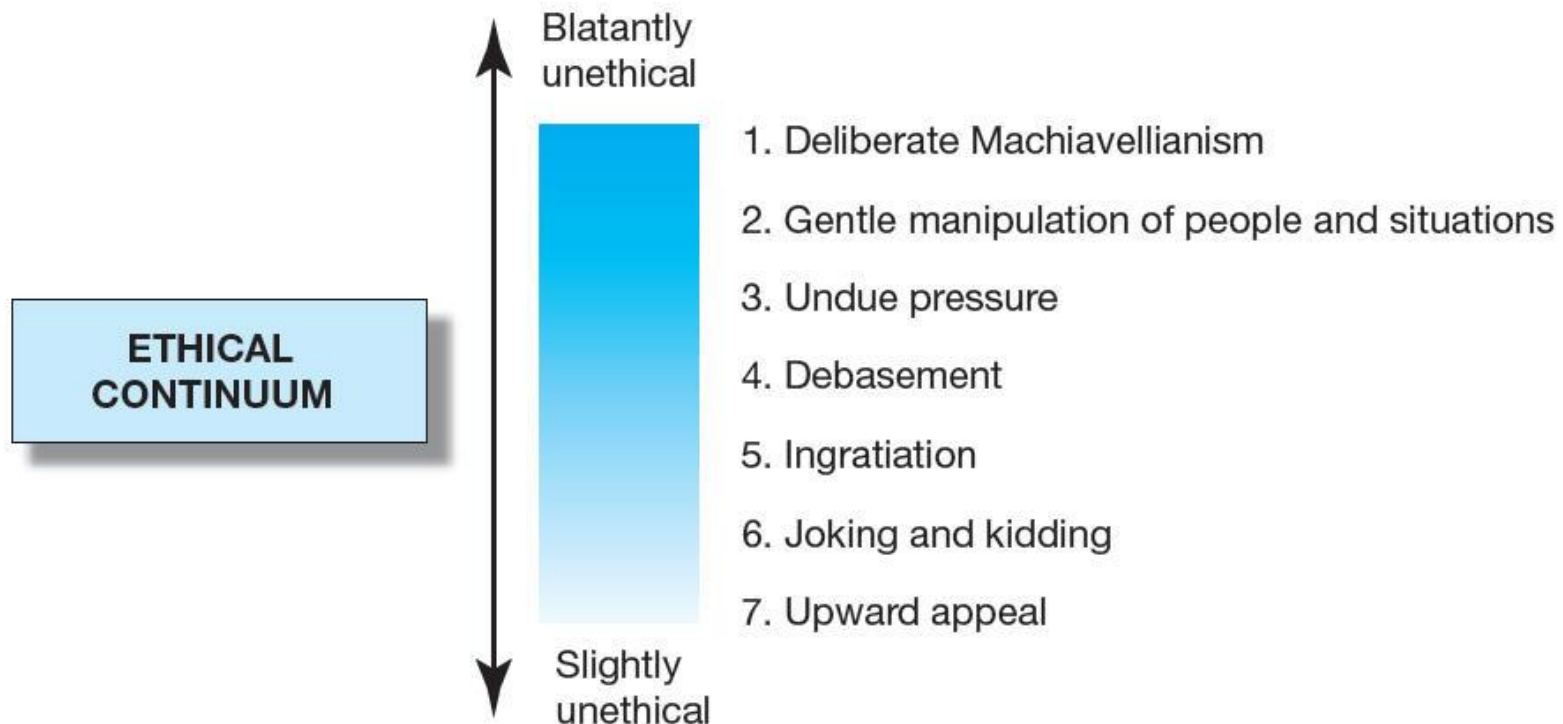 Blatantly
unethical
1. Deliberate Machiavellianism
2. Gentle manipulation of people and situations
3. Undue pressure
ETHICAL
CONTINUUM
4. Debasement
5. Ingratiation
6. Joking and kidding
7. Upward appeal
Slightly
unethical